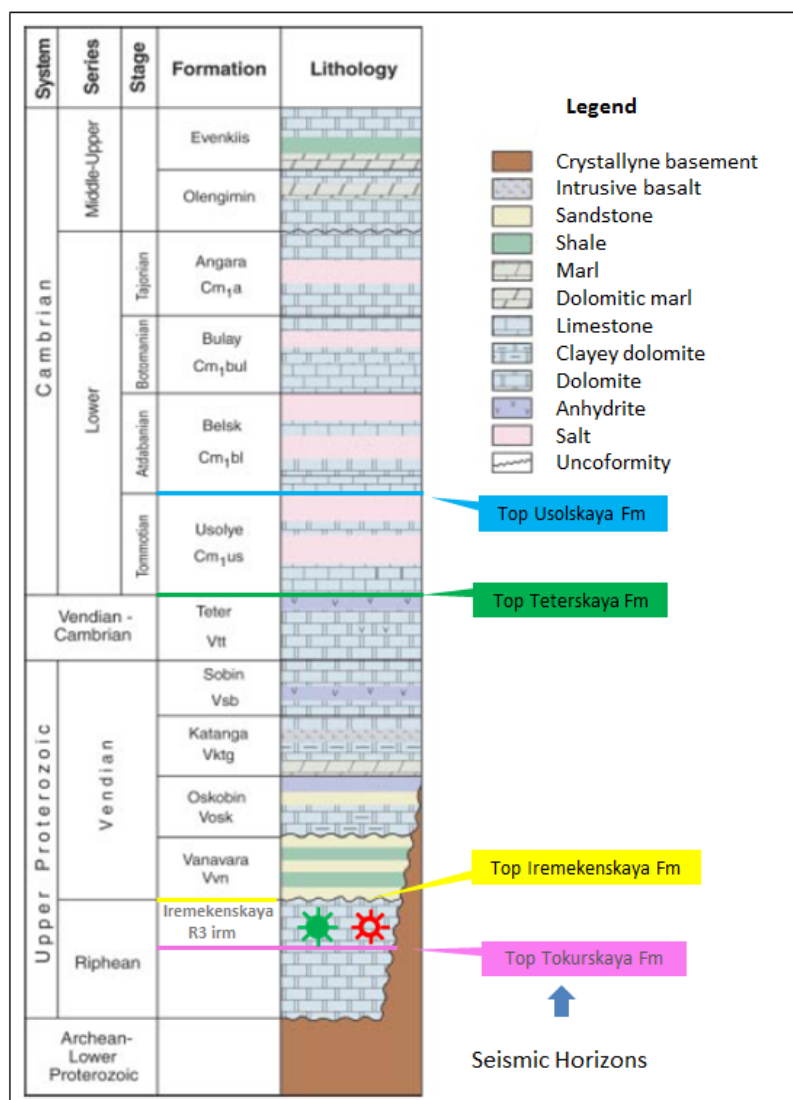 System
Series
Stage
Formation
Lithology
Cambrian
Middle-Upper
Evenkiis
Olengimin
Lower
Tajonian
Angara
Cm1a
Botomanian
Bulay
Cm1bul
Atdabanian
Belsk
Cm1bl
Tommotian
Usolye
Cm1us
Vendian -
Cambrian
Teter
Vtt
Upper Proterozoic
Vendian
Sobin
Vsb
Katanga
Vktg
Oskobin
Vosk
Vanavara
Vvn
Riphean
Iremekenskaya
R3 irm
Archean-
Lower
Proterozoic
Legend
Crystallyne basement
Intrusive basalt
Sandstone
Shale
Marl
Dolomitic marl
Limestone
Clayey dolomite
Dolomite
Anhydrite
Salt
Uncoformity
Top Usolskaya Fm
Top Teterskaya Fm
Top Iremekenskaya Fm
Top Tokurskaya Fm
Seismic Horizons